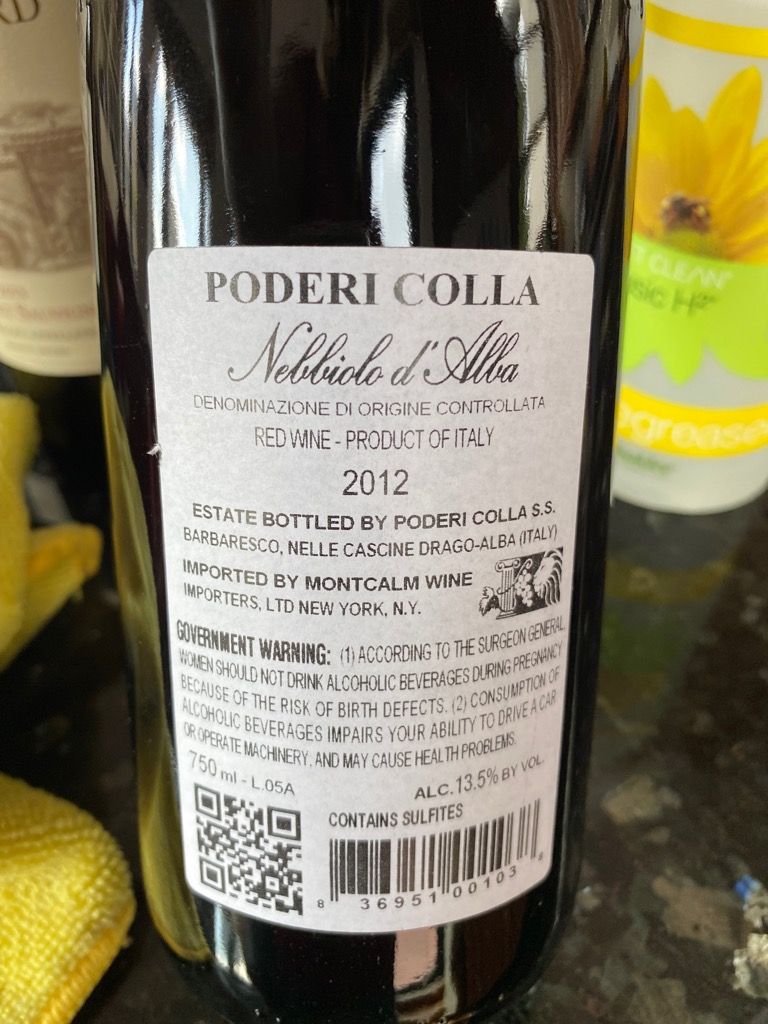 PODERI COLLA
Nebbiolo d'Alba
DENOMINAZIONE DI ORIGINE CONTROLLATA
RED WINE - PRODUCT OF ITALY
2012
ESTATE BOTTLED BY PODERI COLLA S.S.
BARBARESCO, NELLE CASCINE DRAGO-ALBA (ITALY)
IMPORTED BY MONTCALM WINE
IMPORTERS, LTD NEW YORK, N.Y.
GOVERNMENT WARNING: (1) ACCORDING TO THE SURGEON GENERAL,
WOMEN SHOULD NOT DRINK ALCOHOLIC BEVERAGES DURING PREGNANCY
BECAUSE OF THE RISK OF BIRTH DEFECTS. (2) CONSUMPTION OF
ALCOHOLIC BEVERAGES IMPAIRS YOUR ABILITY TO DRIVE A CAR
OR OPERATE MACHINERY, AND MAY CAUSE HEALTH PROBLEMS.
750 ml - L.05A
ALC. 13.5% BY VOL.
CONTAINS SULFITES
8 36951 00103 8
CLEAN